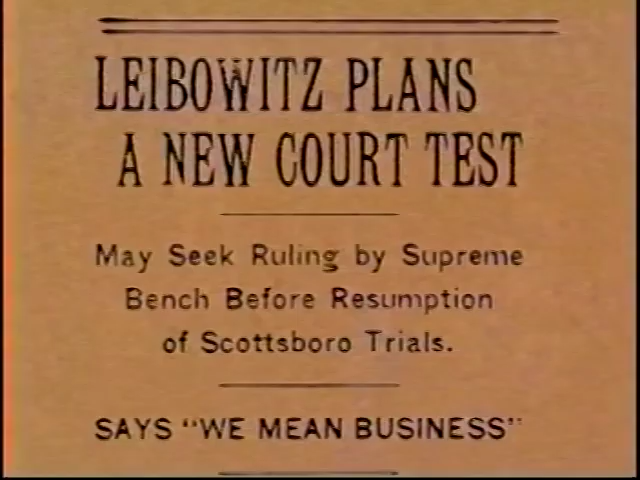 LEIBOWITZ PLANS
A NEW COURT TEST
May Seek Ruling by Supreme
Bench Before Resumption
of Scottsboro Trials.
SAYS "WE MEAN BUSINESS"